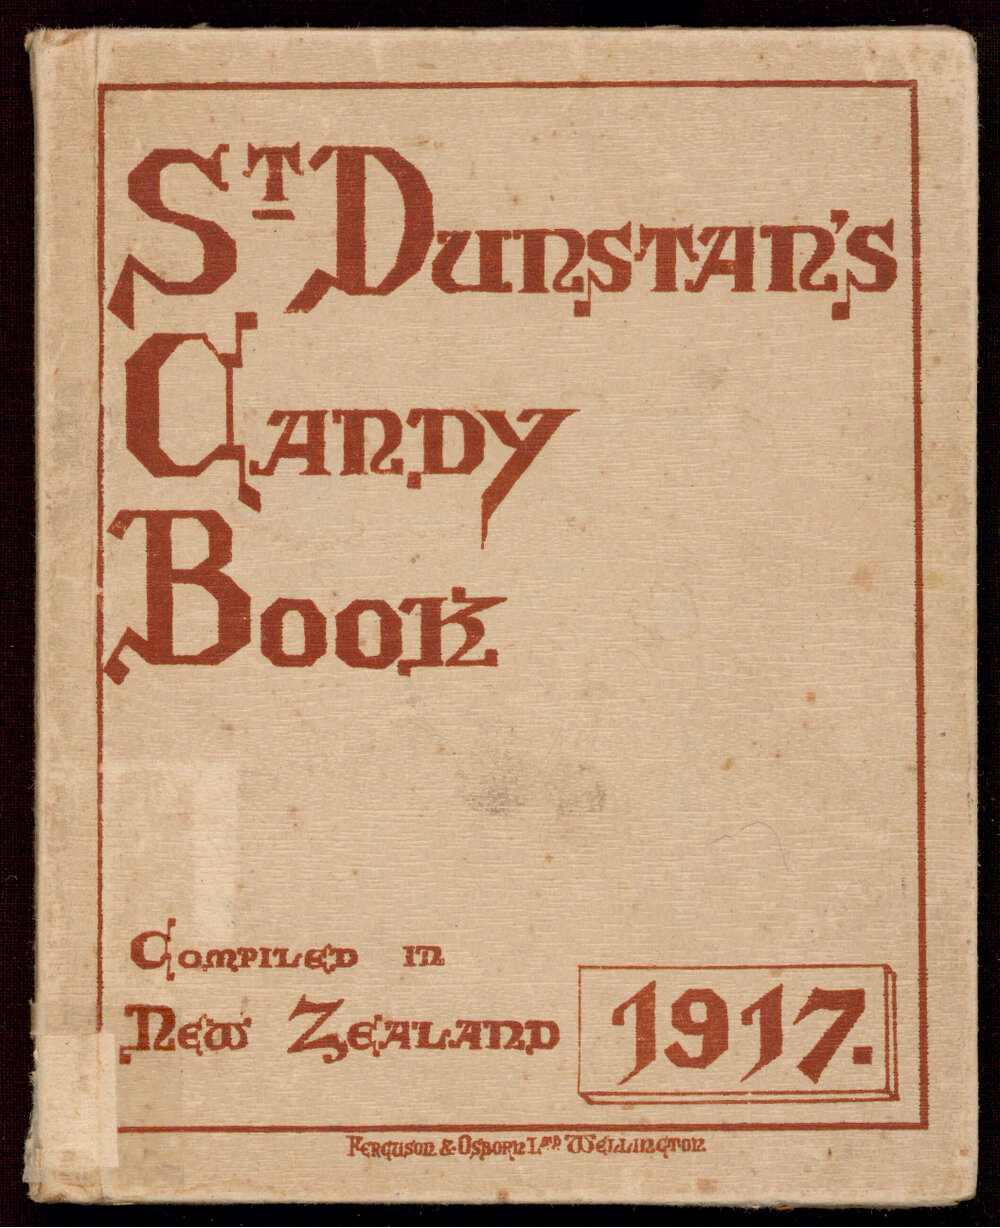 St Dunstan's
Candy
Book
Compiled in
New Zealand
1917.
Ferguson & Osborn Ltd. Wellington